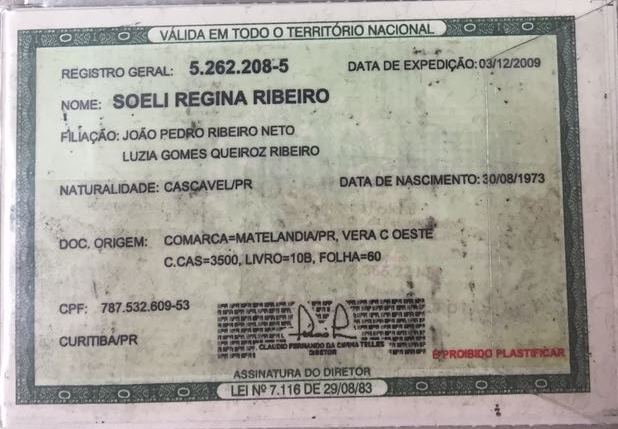 VÁLIDA EM TODO O TERRITÓRIO NACIONAL
REGISTRO GERAL: 5.262.208-5 DATA DE EXPEDIÇÃO: 03/12/2009
NOME: SOELI REGINA RIBEIRO
FILIAÇÃO: JOÃO PEDRO RIBEIRO NETO
LUZIA GOMES QUEIROZ RIBEIRO
NATURALIDADE: CASCAVEL/PR DATA DE NASCIMENTO: 30/08/1973
DOC. ORIGEM: COMARCA=MATELANDIA/PR, VERA C OESTE
C.CAS=3500, LIVRO=10B, FOLHA=60
CPF: 787.532.609-53
CURITIBA/PR
CLAUDIO FERNANDO DA CUNHA TELLES
DIRETOR
É PROIBIDO PLASTIFICAR
ASSINATURA DO DIRETOR
LEI Nº 7.116 DE 29/08/83